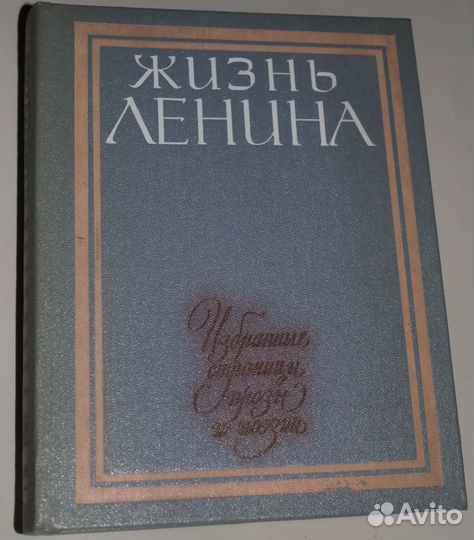 ЖИЗНЬ
ЛЕНИНА
Избранные
страницы
прозы
и поэзии
Avito